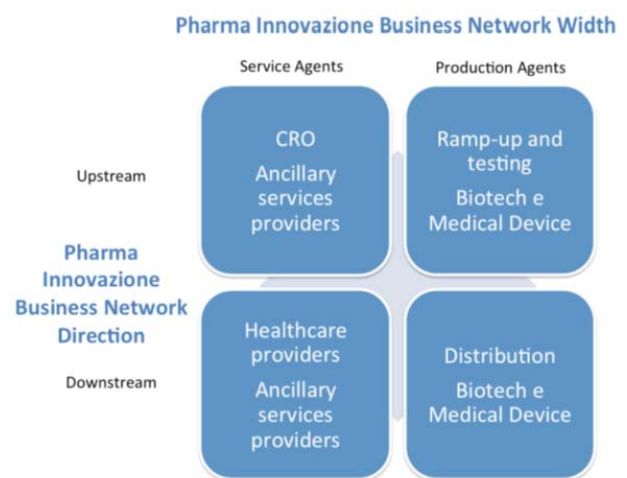 Pharma Innovazione Business Network Width
Service Agents
Production Agents
Upstream
CRO
Ancillary
services
providers
Ramp-up and
testing
Biotech e
Medical Device
Pharma
Innovazione
Business Network
Direction
Downstream
Healthcare
providers
Ancillary
services
providers
Distribution
Biotech e
Medical Device